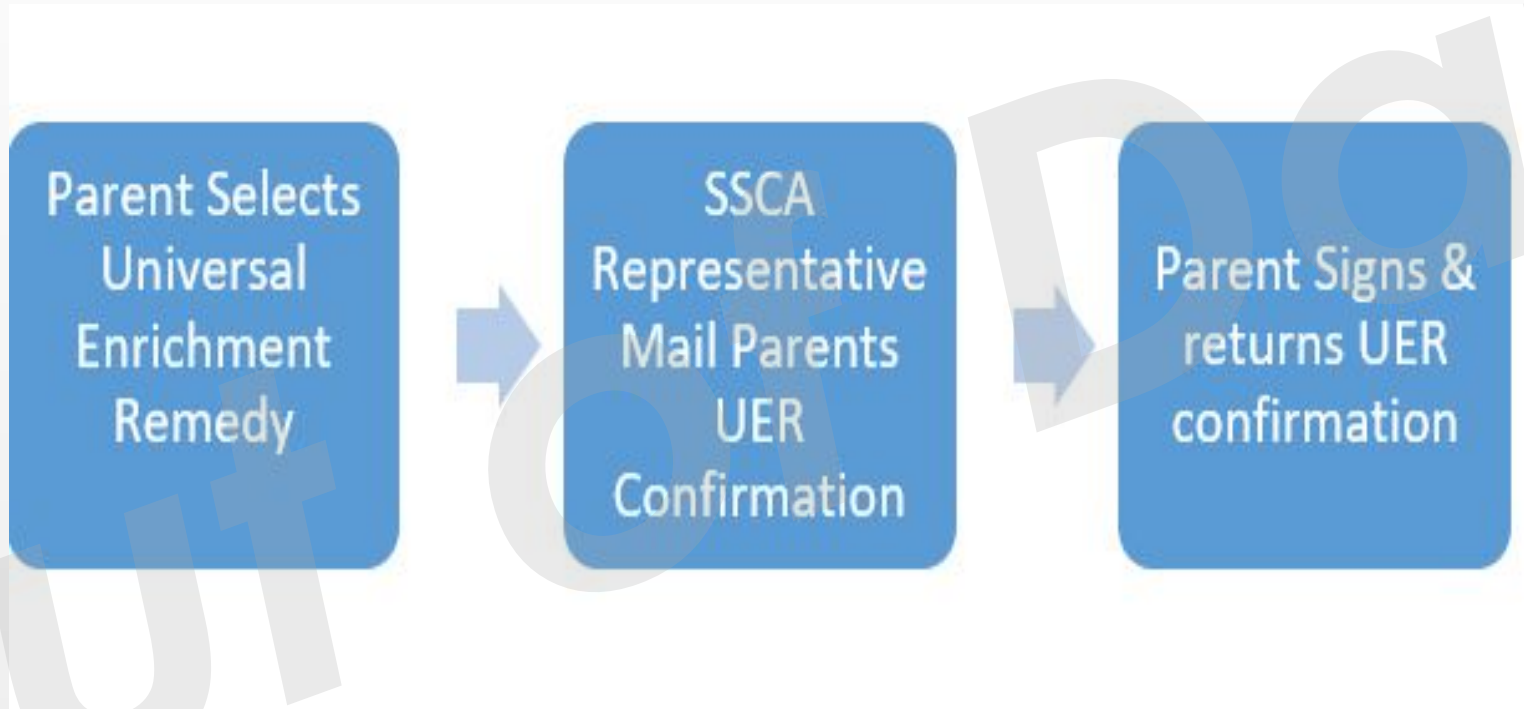 Parent Selects
Universal
Enrichment
Remedy
SSCA
Representative
Mail Parents
UER
Confirmation
Parent Signs &
returns UER
confirmation